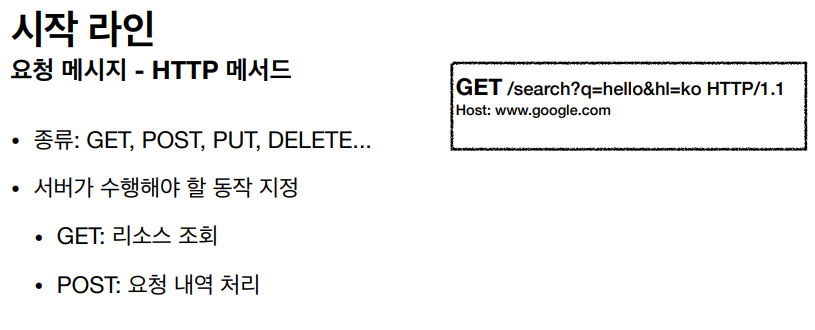 시작 라인
요청 메시지 - HTTP 메서드
GET /search?q=hello&hl=ko HTTP/1.1
Host: www.google.com
• 종류: GET, POST, PUT, DELETE...
• 서버가 수행해야 할 동작 지정
• GET: 리소스 조회
• POST: 요청 내역 처리